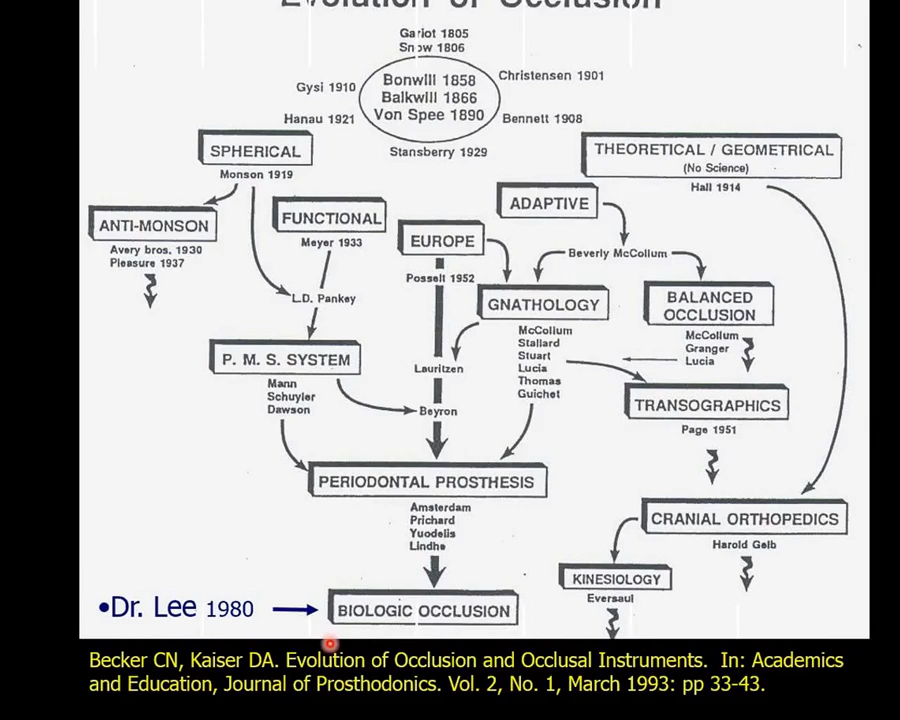 Evolution of Occlusion
Gariot 1805
Snow 1806
Gysi 1910
Bonwill 1858
Balkwill 1866
Von Spee 1890
Christensen 1901
Hanau 1921
Bennett 1908
Stansberry 1929
SPHERICAL
Monson 1919
THEORETICAL / GEOMETRICAL
(No Science)
Hall 1914
ANTI-MONSON
Avery bros. 1930
Pleasure 1937
FUNCTIONAL
Meyer 1933
EUROPE
Posselt 1952
ADAPTIVE
Beverly McCollum
L.D. Pankey
GNATHOLOGY
McCollum
Stallard
Stuart
Lucia
Thomas
Guichet
BALANCED
OCCLUSION
McCollum
Granger
Lucia
P. M. S. SYSTEM
Mann
Schuyler
Dawson
Lauritzen
Beyron
TRANSOGRAPHICS
Page 1951
PERIODONTAL PROSTHESIS
Amsterdam
Prichard
Yuodelis
Lindhe
CRANIAL ORTHOPEDICS
Harold Gelb
KINESIOLOGY
Eversaul
•Dr. Lee 1980
BIOLOGIC OCCLUSION
Becker CN, Kaiser DA. Evolution of Occlusion and Occlusal Instruments. In: Academics
and Education, Journal of Prosthodonics. Vol. 2, No. 1, March 1993: pp 33-43.